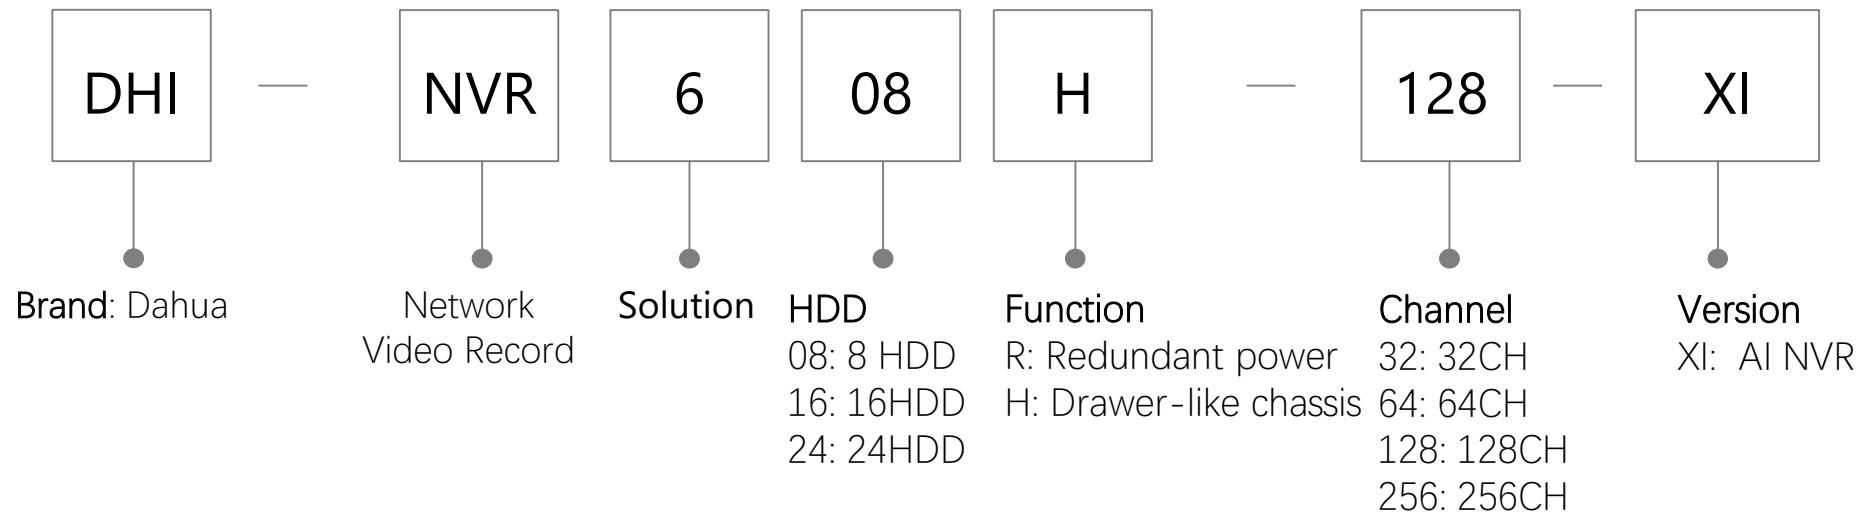 DHI — NVR 6 08 H — 128 — XI
Brand: Dahua
Network
Video Record
Solution
HDD
08: 8 HDD
16: 16HDD
24: 24HDD
Function
R: Redundant power
H: Drawer-like chassis
Channel
32: 32CH
64: 64CH
128: 128CH
256: 256CH
Version
XI: AI NVR